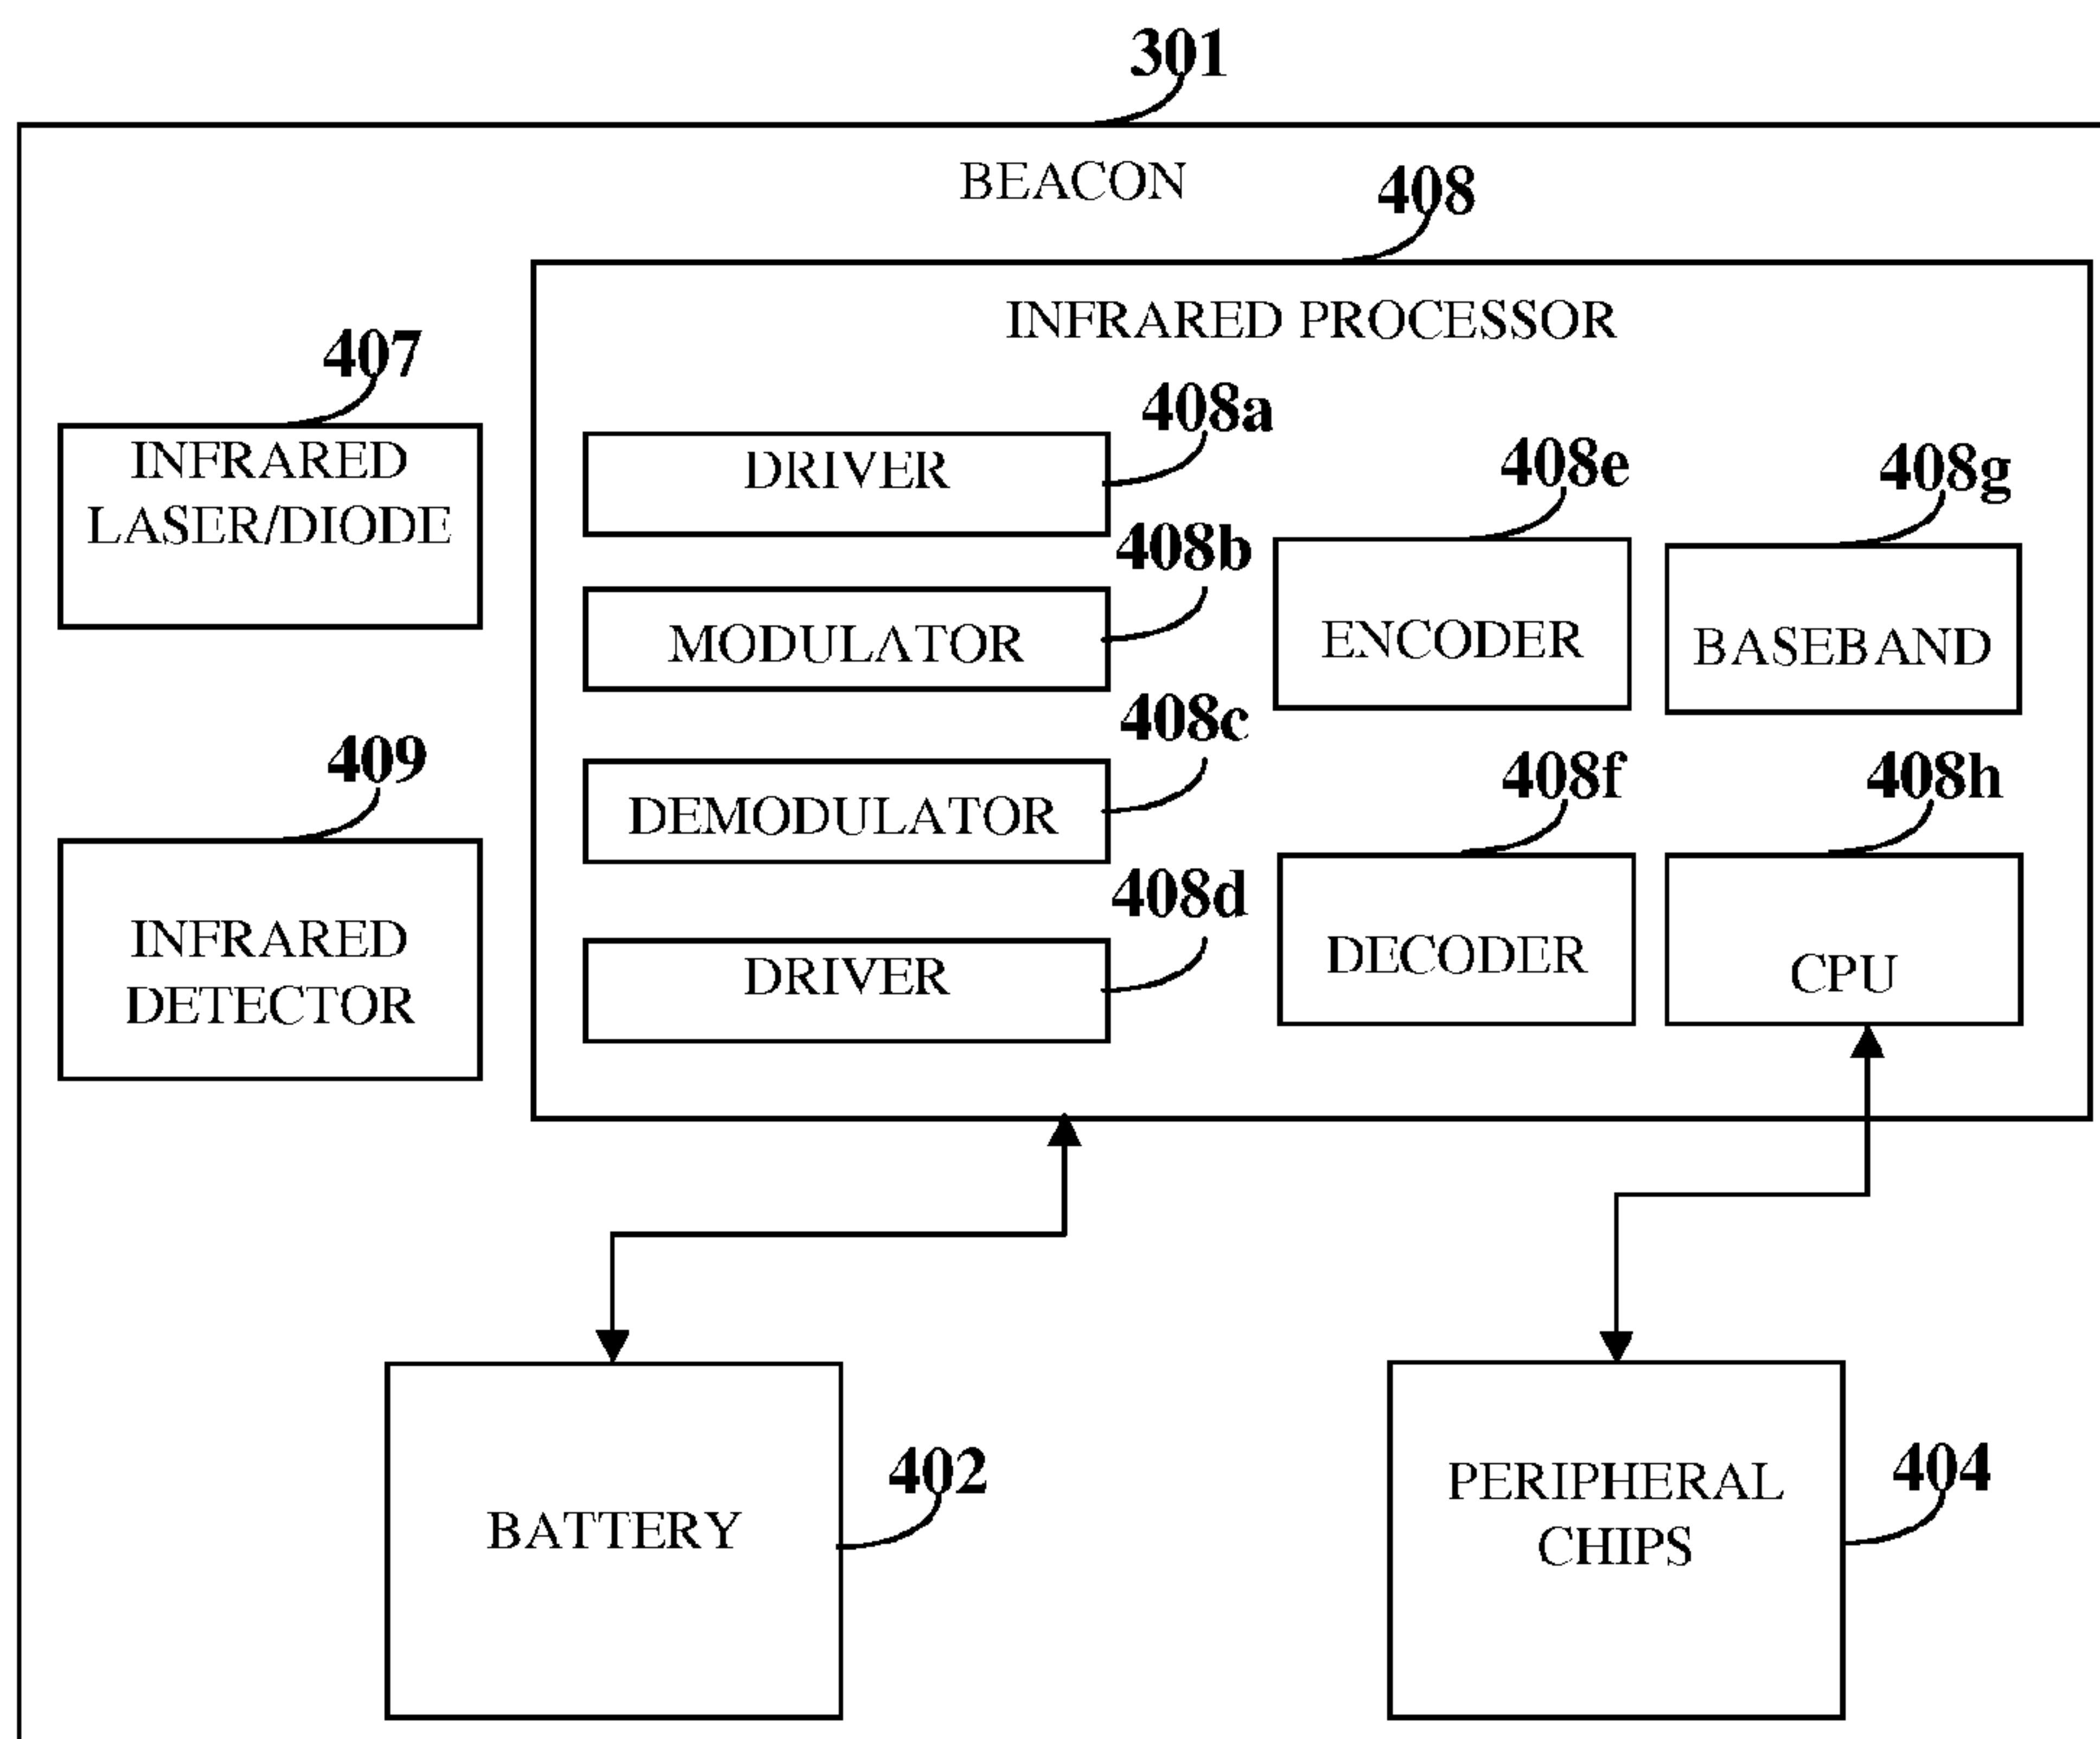 301
BEACON
408
INFRARED PROCESSOR
407
INFRARED
LASER/DIODE
408a
DRIVER
408b
MODULATOR
408c
DEMODULATOR
408d
DRIVER
408e
ENCODER
408g
BASEBAND
408f
DECODER
408h
CPU
409
INFRARED
DETECTOR
402
BATTERY
404
PERIPHERAL
CHIPS